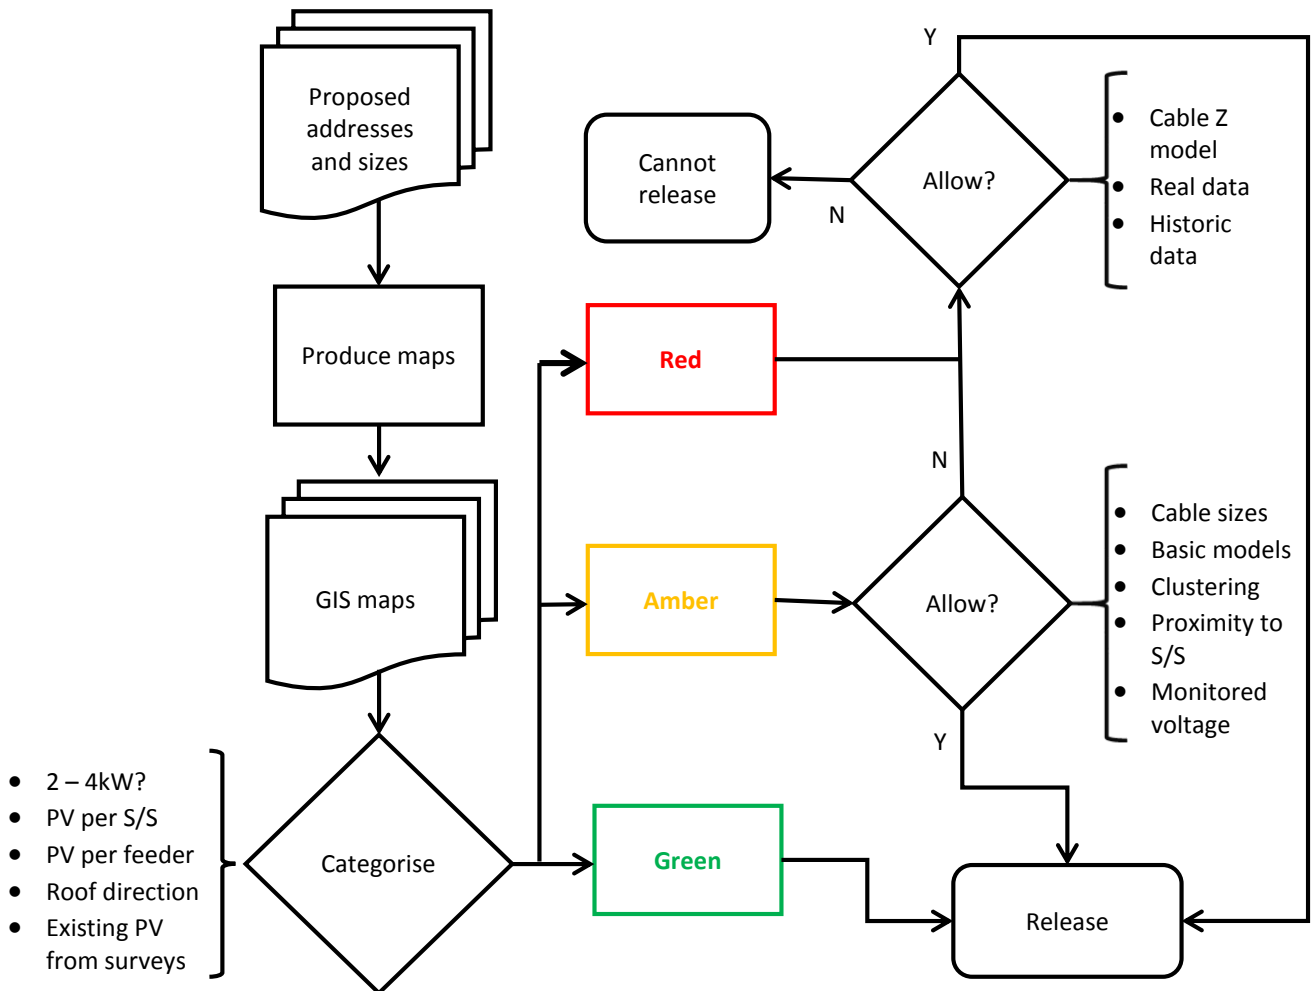 Proposed
addresses
and sizes
Produce maps
GIS maps
Categorise
• 2 – 4kW?
• PV per S/S
• PV per feeder
• Roof direction
• Existing PV
from surveys
Red
Amber
Green
Cannot
release
Allow?
Y
N
• Cable Z
model
• Real data
• Historic
data
N
Allow?
Y
• Cable sizes
• Basic models
• Clustering
• Proximity to
S/S
• Monitored
voltage
Release